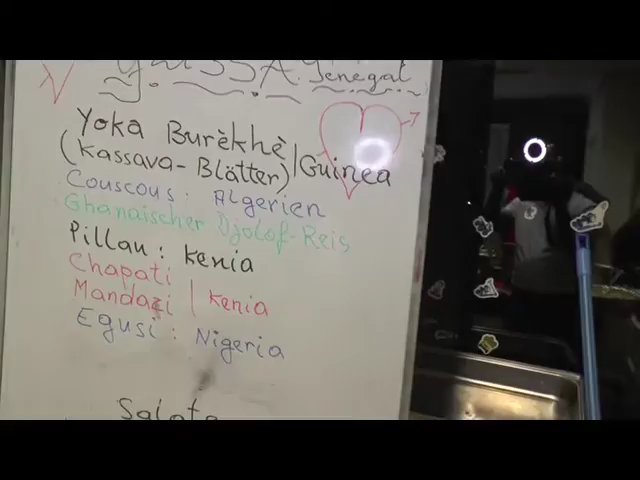 YASSA. Senegal
Yoka Burèkhè
(Kassava-Blätter)/Guinea
Couscous: Algerien
Ghanaischer Djolof-Reis
Pillau: Kenia
Chapati
Mandazi | Kenia
Egusi: Nigeria
Salate